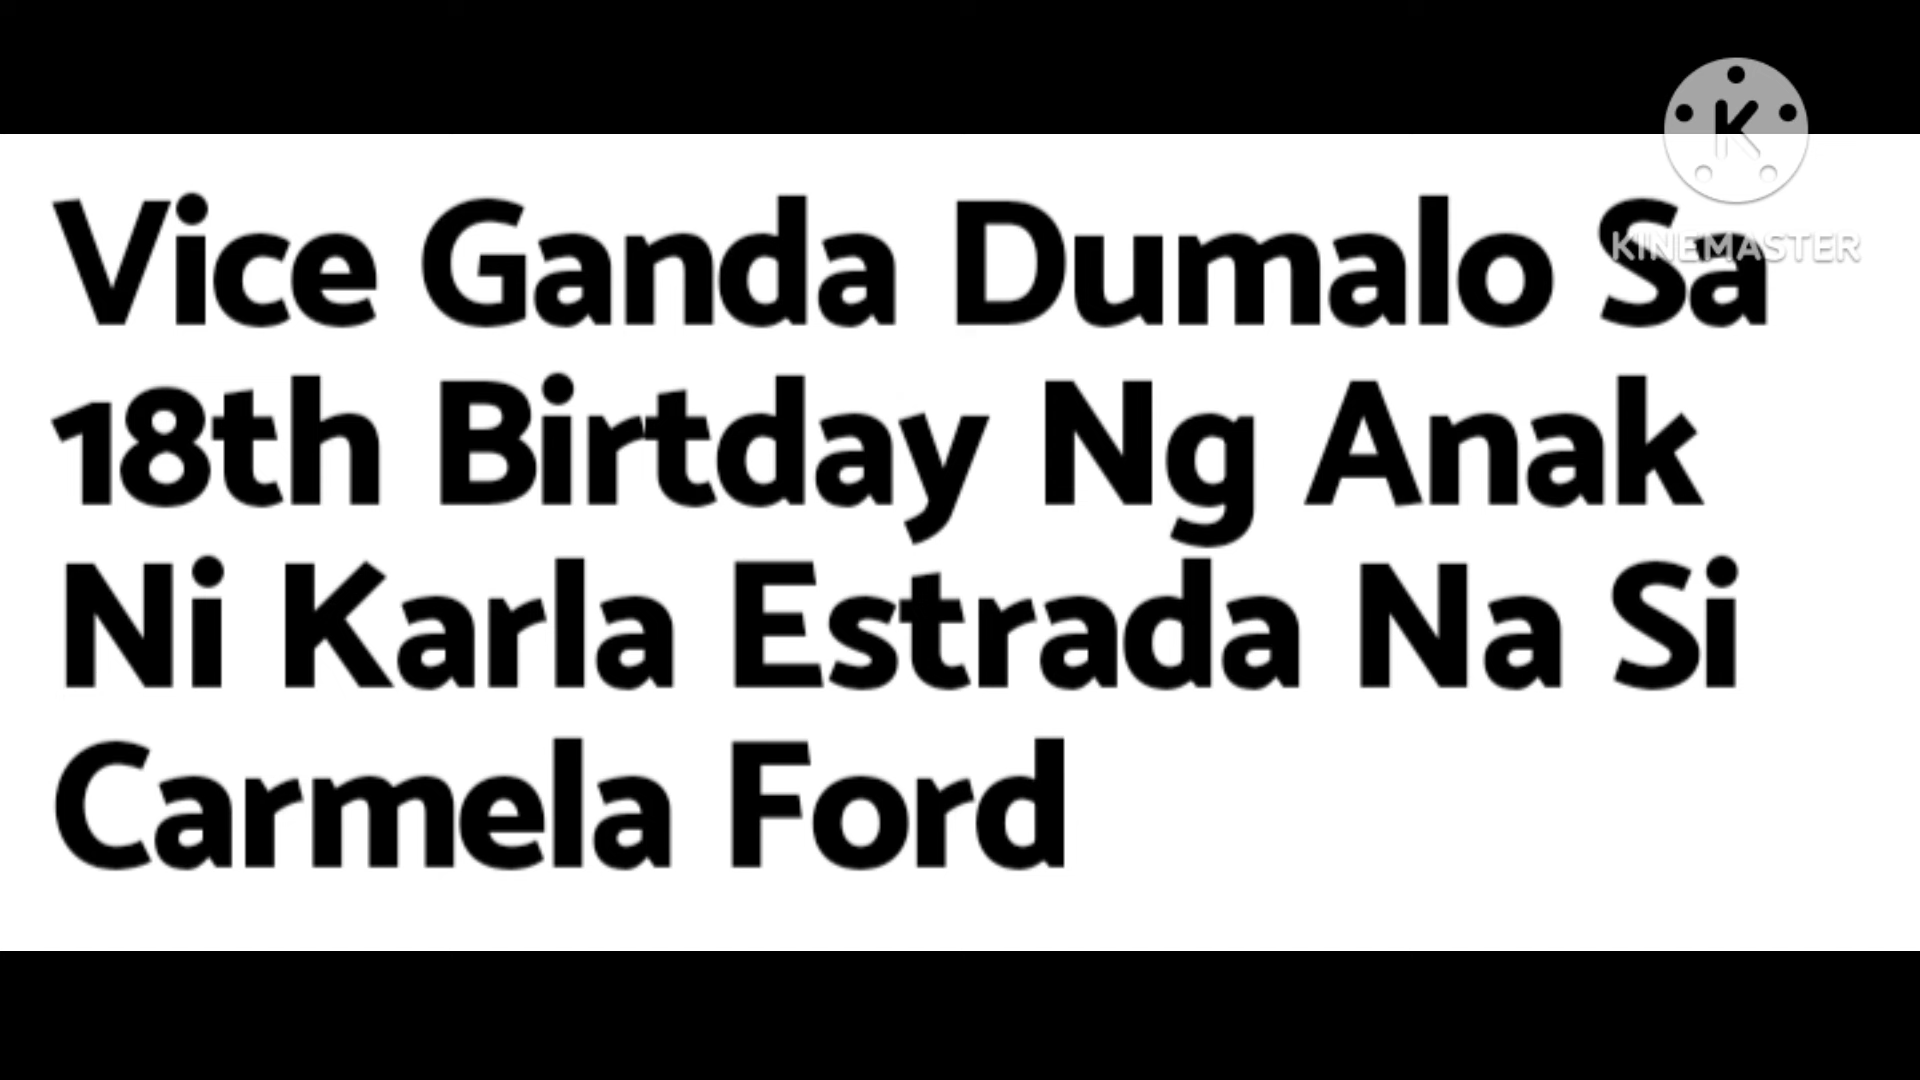 KINEMASTER
Vice Ganda Dumalo Sa
18th Birtday Ng Anak
Ni Karla Estrada Na Si
Carmela Ford